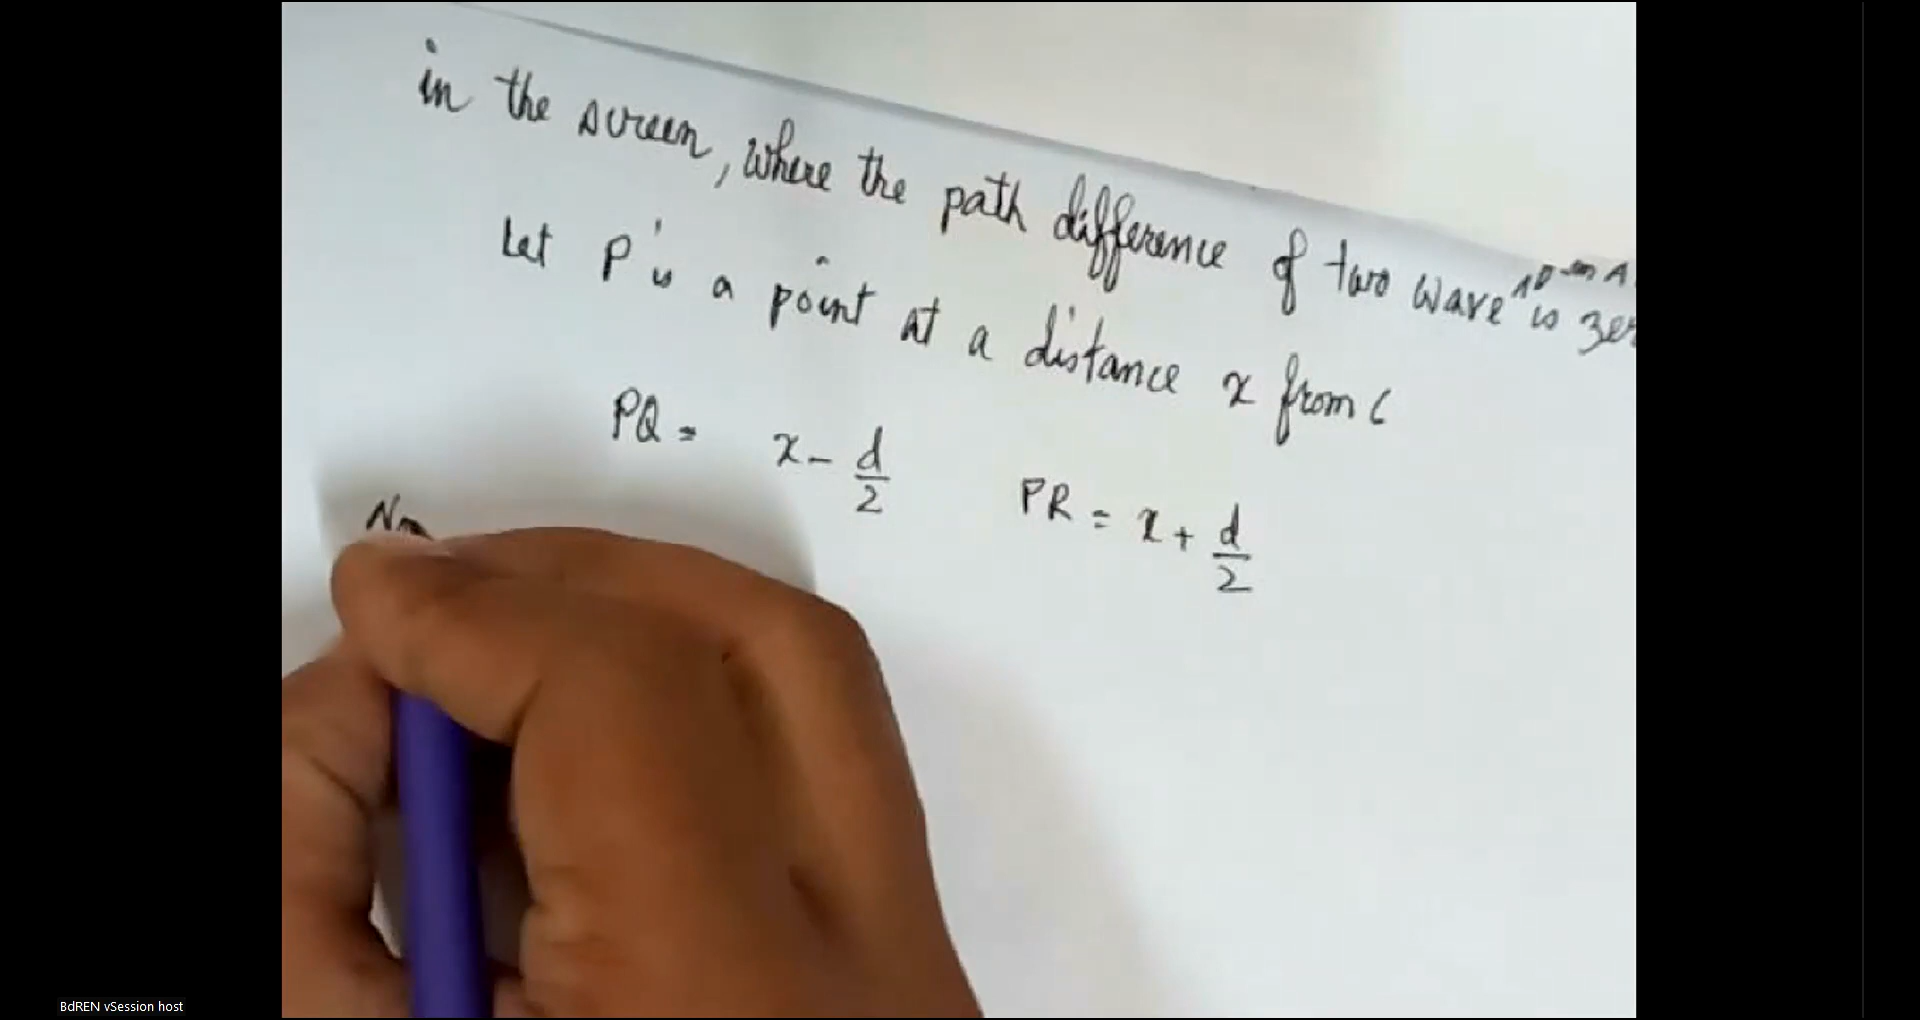 in the screen, where the path difference of two wave is
Let P is a point at a distance x from C
PQ = x - d/2 PR = x + d/2
BdREN vSession host